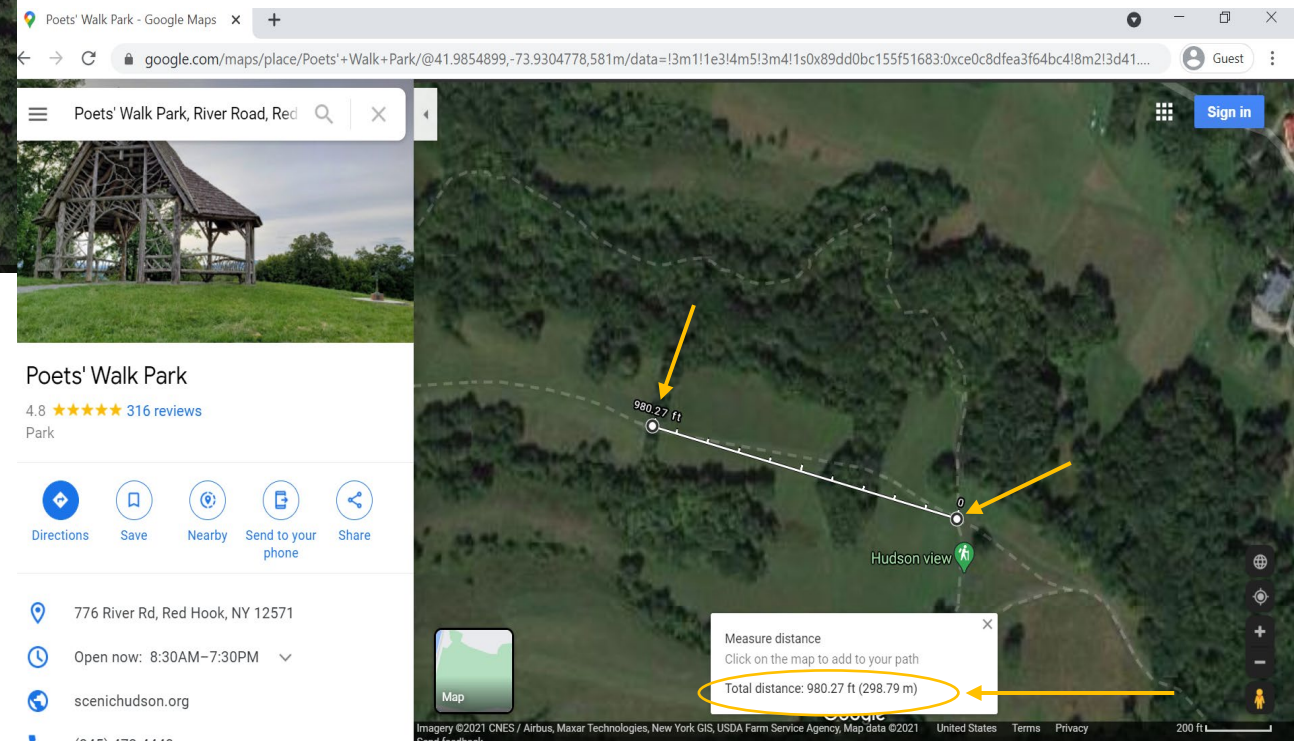 Poets' Walk Park - Google Maps
google.com/maps/place/Poets'+Walk+Park/@41.9854899,-73.9304778,581m/data=!3m1!1e3!4m5!3m4!1s0x89dd0bc155f51683:0xce0c8dfea3f64bc4!8m2!3d41....
Guest
Poets' Walk Park, River Road, Red
Sign in
Poets' Walk Park
4.8 316 reviews
Park
Directions
Save
Nearby
Send to your
phone
Share
776 River Rd, Red Hook, NY 12571
Open now: 8:30AM–7:30PM
scenichudson.org
980.27 ft
0
Hudson view
Measure distance
Click on the map to add to your path
Total distance: 980.27 ft (298.79 m)
Map
Google
Imagery ©2021 CNES / Airbus, Maxar Technologies, New York GIS, USDA Farm Service Agency, Map data ©2021
United States
Terms
Privacy
200 ft
Send feedback